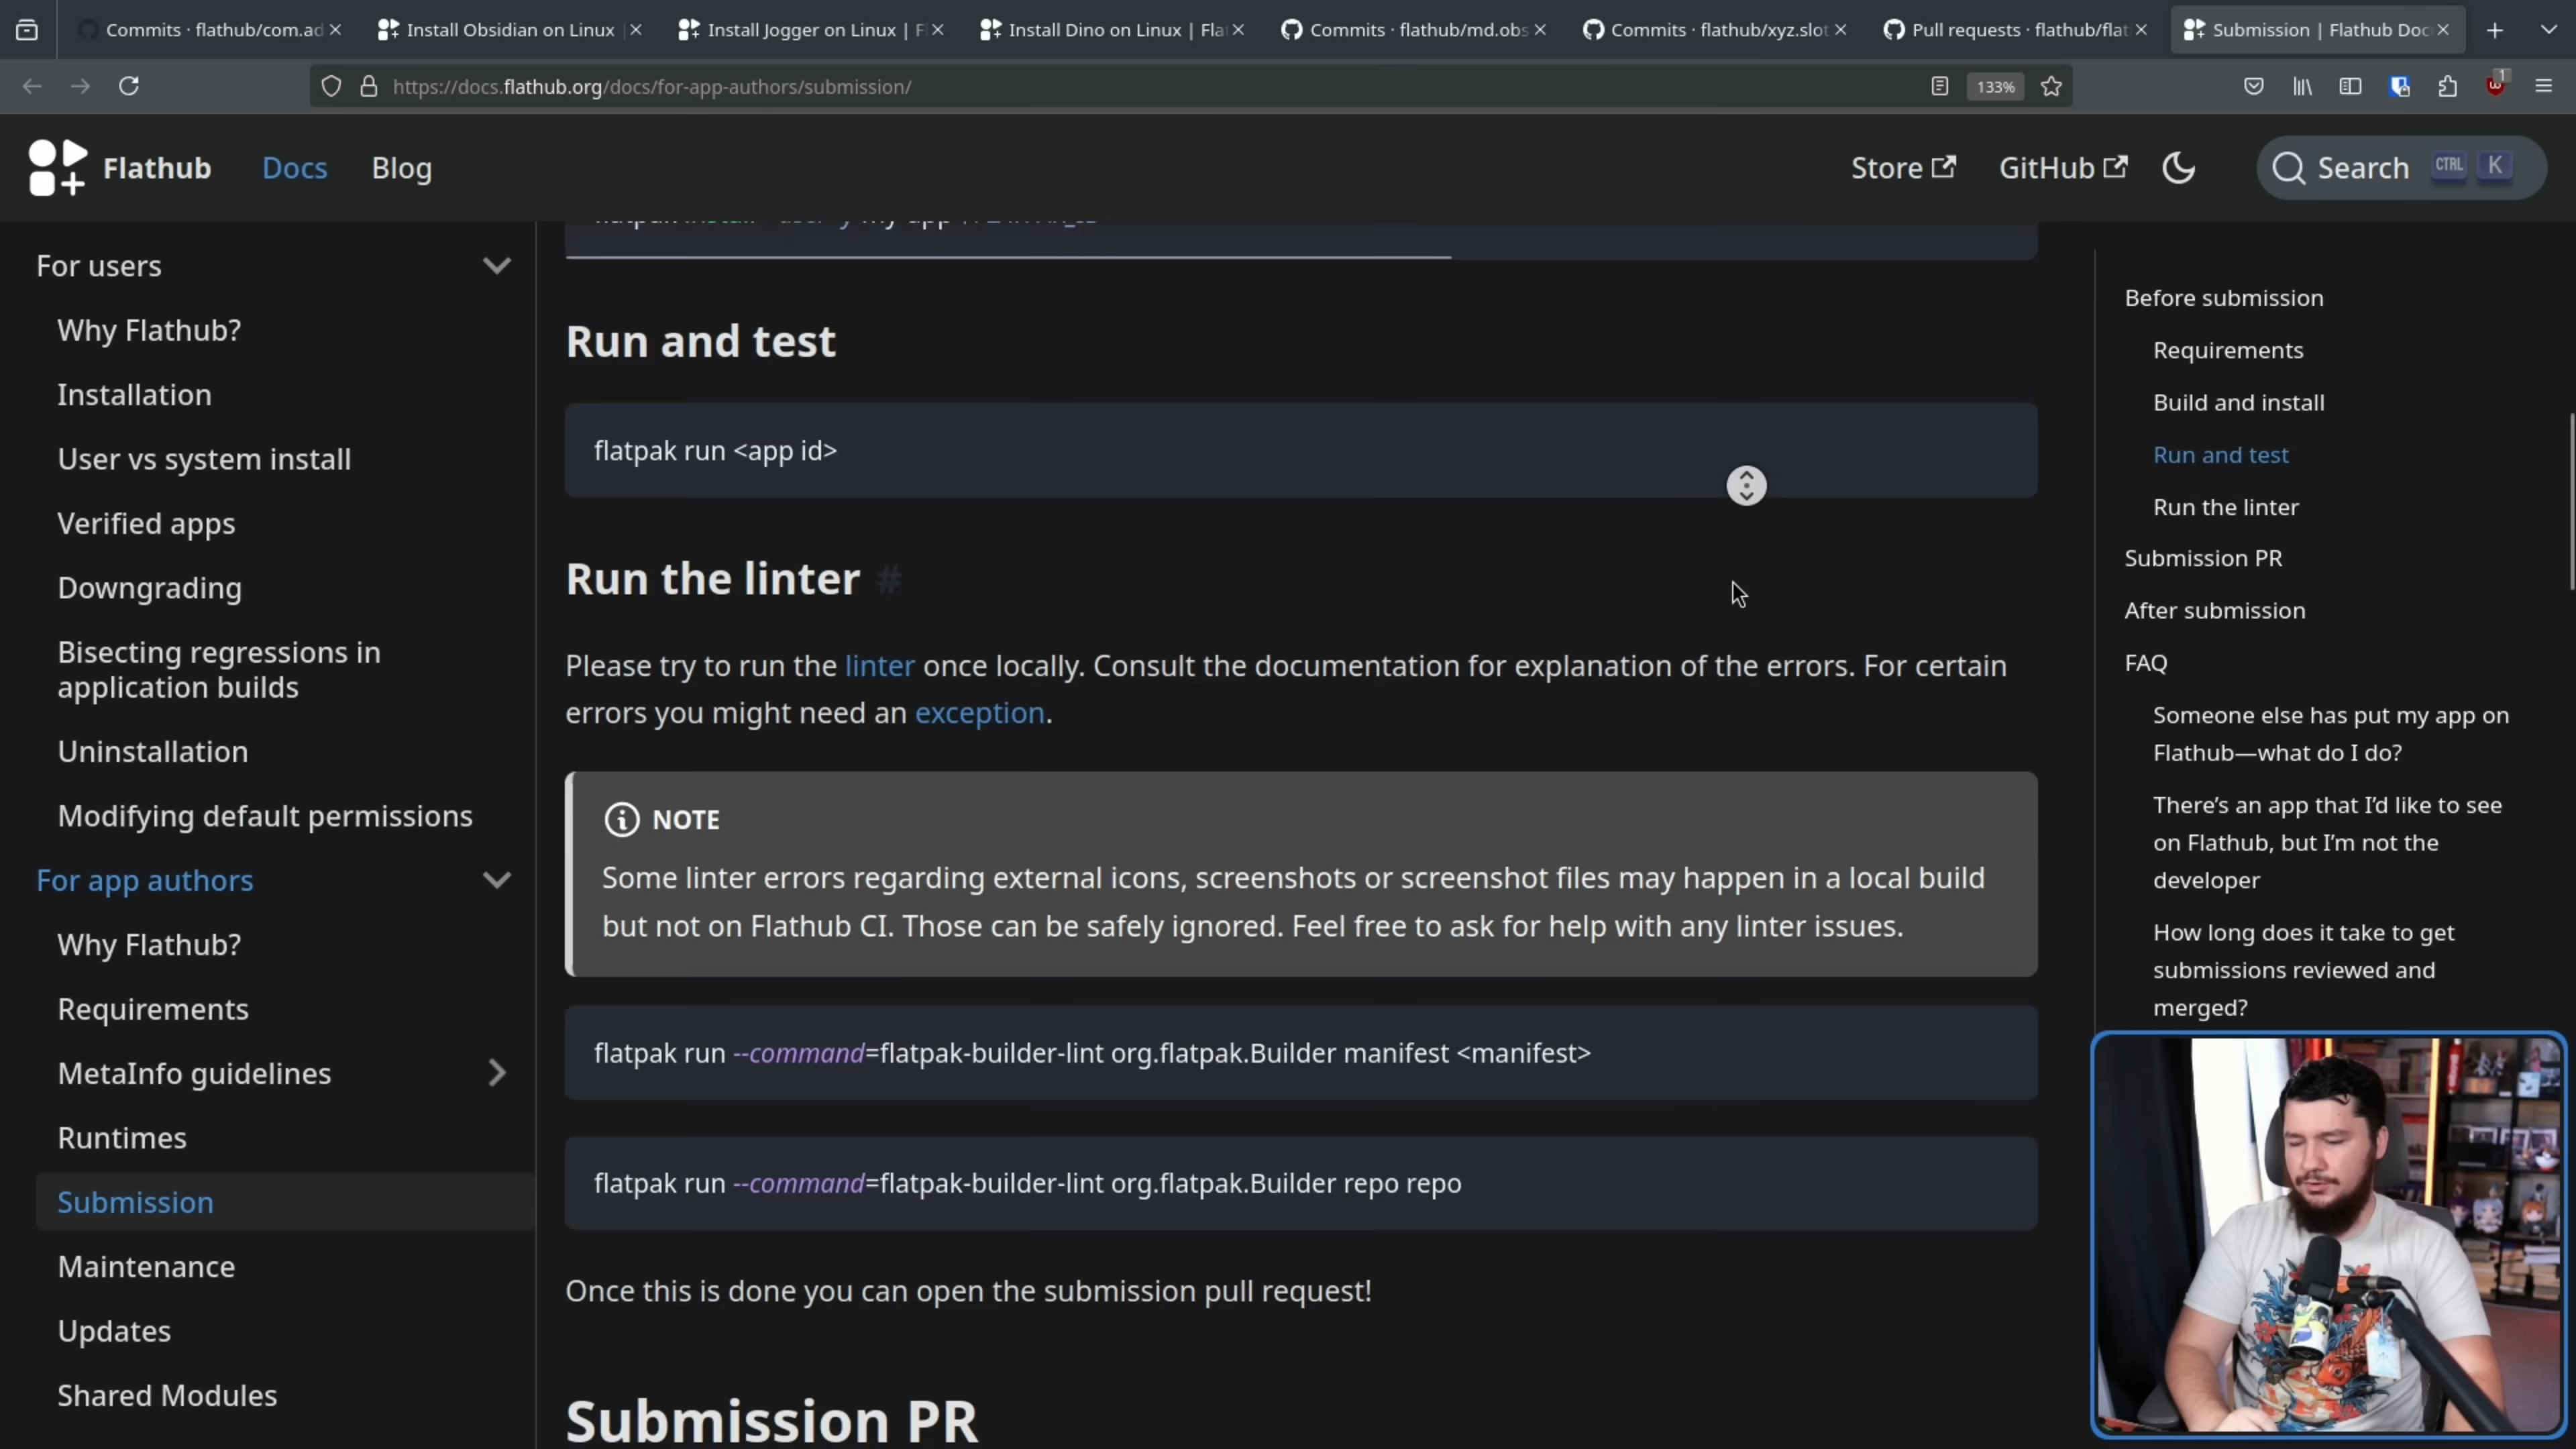 Commits · flathub/com.ad
Install Obsidian on Linux
Install Jogger on Linux | F
Install Dino on Linux | Fla
Commits · flathub/md.obs
Commits · flathub/xyz.slot
Pull requests · flathub/flat
Submission | Flathub Doc
https://docs.flathub.org/docs/for-app-authors/submission/
133%
1
Flathub
Docs
Blog
Store
GitHub
Search
CTRL
K
For users
Why Flathub?
Installation
User vs system install
Verified apps
Downgrading
Bisecting regressions in
application builds
Uninstallation
Modifying default permissions
For app authors
Why Flathub?
Requirements
MetaInfo guidelines
Runtimes
Submission
Maintenance
Updates
Shared Modules
Run and test
flatpak run <app id>
Run the linter #
Please try to run the linter once locally. Consult the documentation for explanation of the errors. For certain
errors you might need an exception.
NOTE
Some linter errors regarding external icons, screenshots or screenshot files may happen in a local build
but not on Flathub CI. Those can be safely ignored. Feel free to ask for help with any linter issues.
flatpak run --command=flatpak-builder-lint org.flatpak.Builder manifest <manifest>
flatpak run --command=flatpak-builder-lint org.flatpak.Builder repo repo
Once this is done you can open the submission pull request!
Submission PR
Before submission
Requirements
Build and install
Run and test
Run the linter
Submission PR
After submission
FAQ
Someone else has put my app on
Flathub—what do I do?
There's an app that I'd like to see
on Flathub, but I'm not the
developer
How long does it take to get
submissions reviewed and
merged?